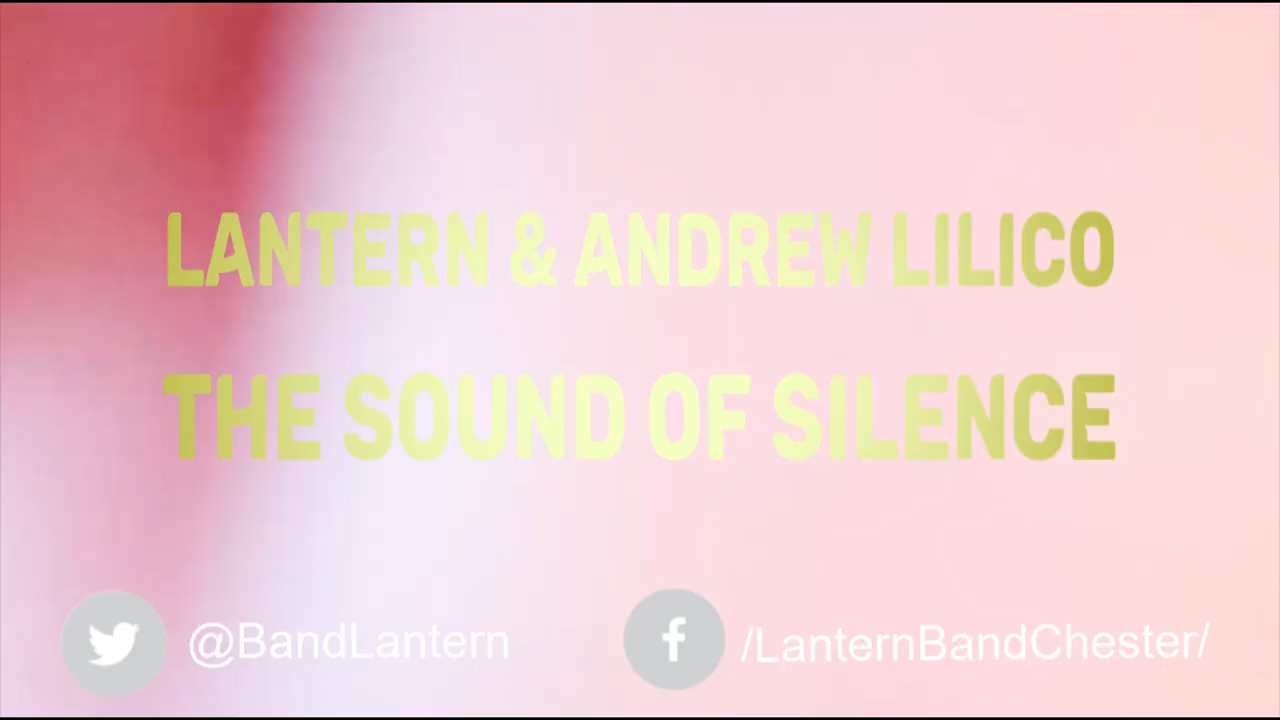 LANTERN & ANDREW LILICO
THE SOUND OF SILENCE
@BandLantern
/LanternBandChester/